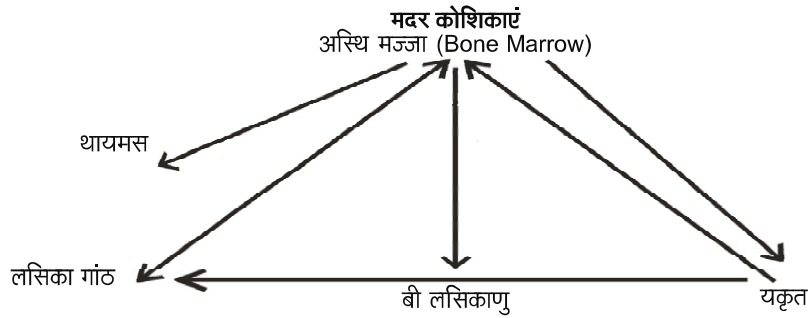 मदर कोशिकाएं
अस्थि मज्जा (Bone Marrow)
थायमस
लसिका गांठ
बी लसिकाणु
यकृत